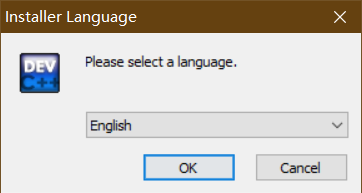 Installer Language
DEV
C++
Please select a language.
English
OK
Cancel